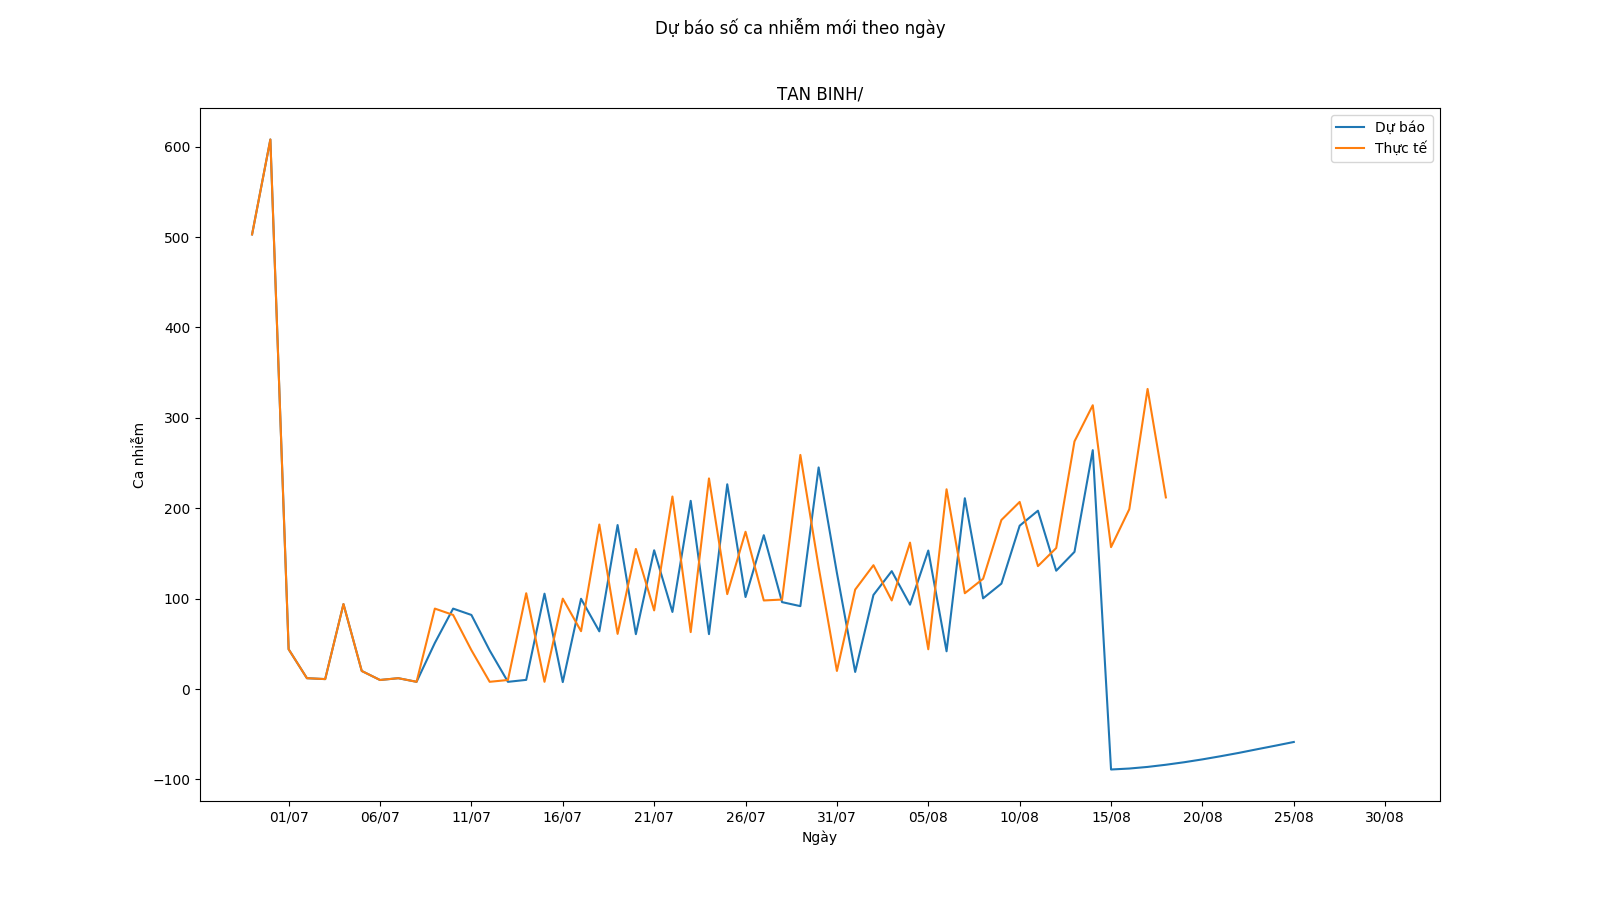 Dự báo số ca nhiễm mới theo ngày
TAN BINH/
Dự báo
Thực tế
600
500
400
300
200
100
0
−100
Ca nhiễm
01/07 06/07 11/07 16/07 21/07 26/07 31/07 05/08 10/08 15/08 20/08 25/08 30/08
Ngày